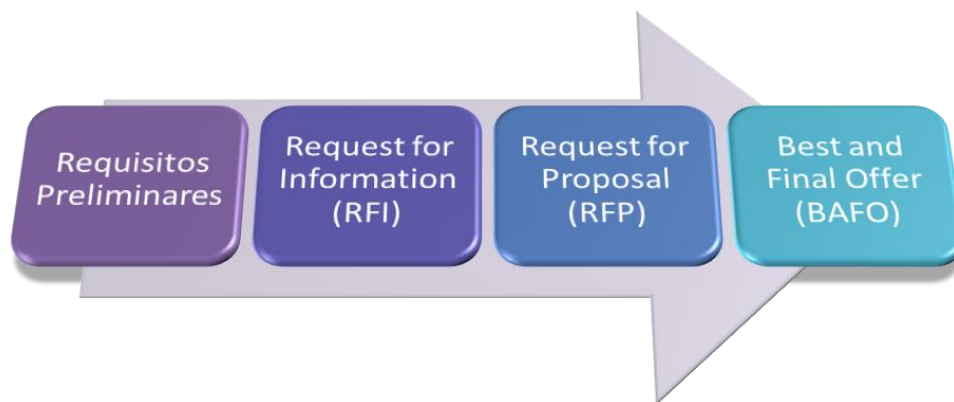 Requisitos
Preliminares
Request for
Information
(RFI)
Request for
Proposal
(RFP)
Best and
Final Offer
(BAFO)